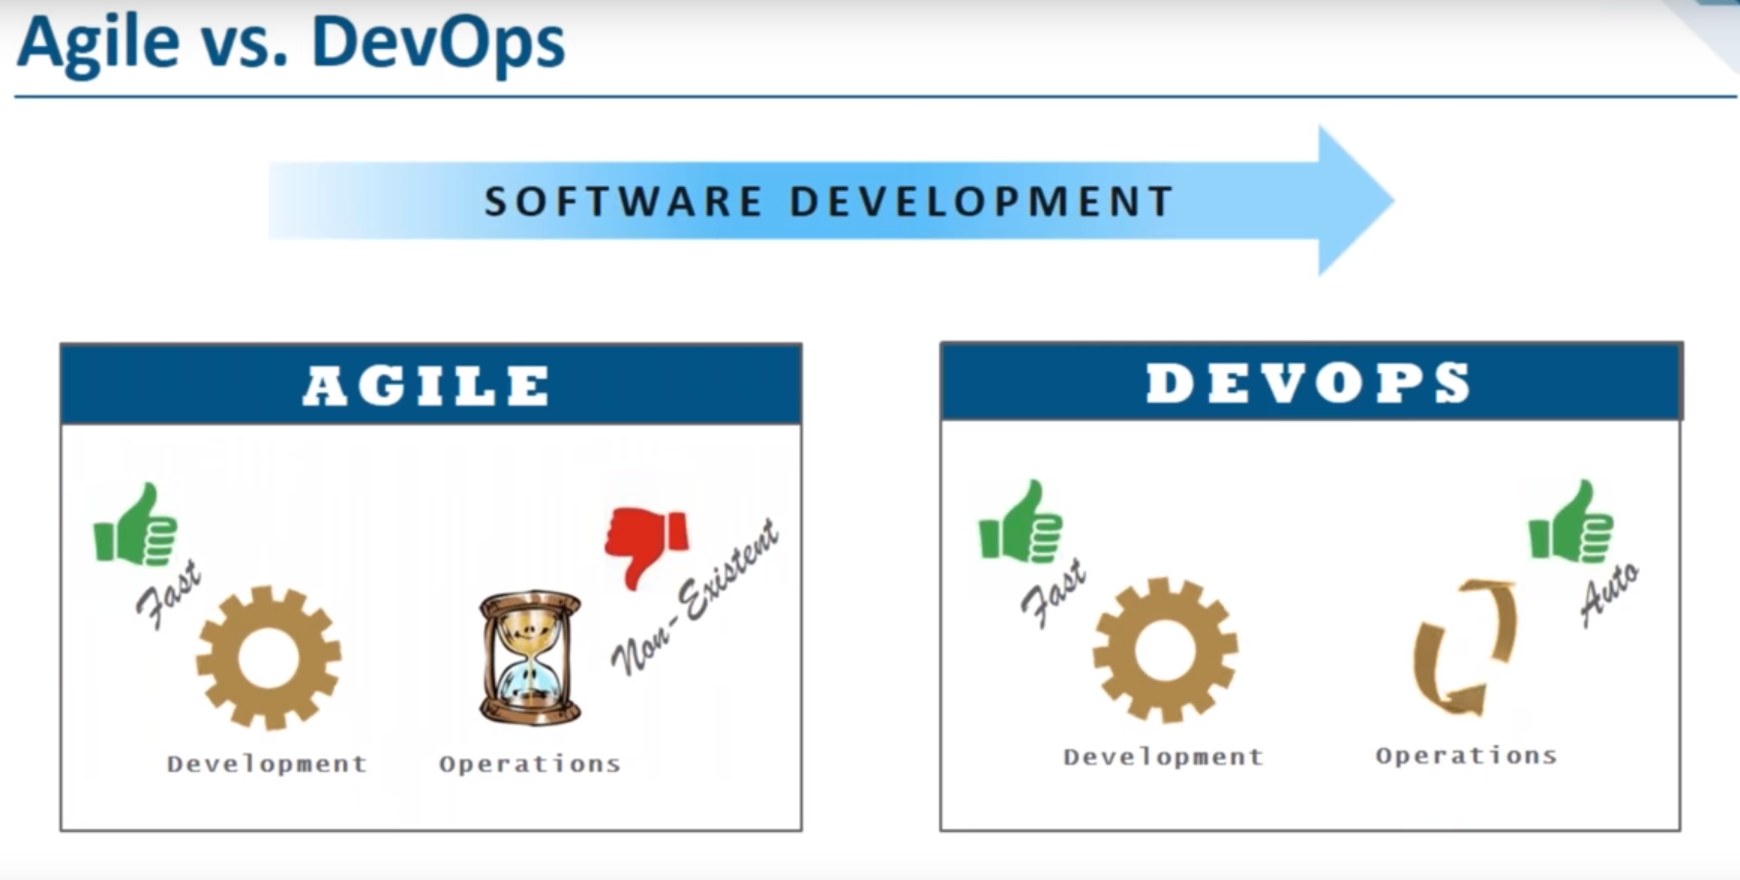 Agile vs. DevOps
SOFTWARE DEVELOPMENT
AGILE
Fast
Non-Existent
Development
Operations
DEVOPS
Fast
Auto
Development
Operations